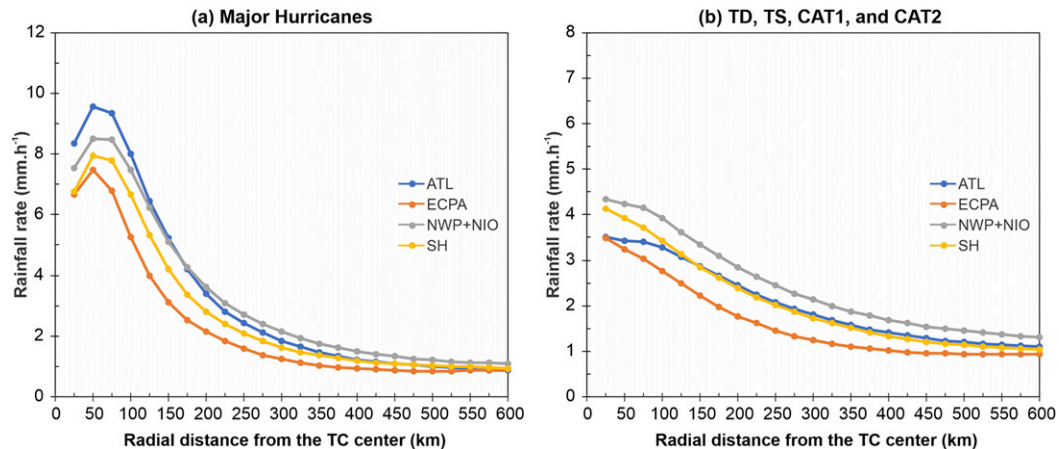 (a) Major Hurricanes
12
10
8
6
4
2
0
Rainfall rate (mm.h-1)
ATL
ECPA
NWP+NIO
SH
0 50 100 150 200 250 300 350 400 450 500 550 600
Radial distance from the TC center (km)
(b) TD, TS, CAT1, and CAT2
8
7
6
5
4
3
2
1
0
Rainfall rate (mm.h-1)
ATL
ECPA
NWP+NIO
SH
0 50 100 150 200 250 300 350 400 450 500 550 600
Radial distance from the TC center (km)